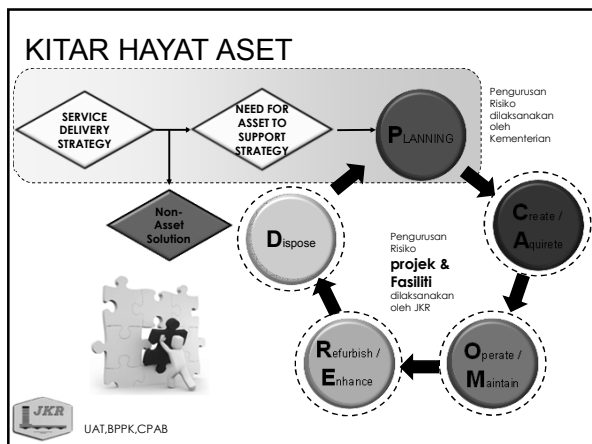 KITAR HAYAT ASET
SERVICE
DELIVERY
STRATEGY
NEED FOR
ASSET TO
SUPPORT
STRATEGY
PLANNING
Pengurusan
Risiko
dilaksanakan
oleh
Kementerian
Non-
Asset
Solution
Dispose
Create /
Aquirete
Pengurusan
Risiko
projek &
Fasiliti
dilaksanakan
oleh JKR
Refurbish /
Enhance
Operate /
Maintain
JKR
UAT,BPPK,CPAB